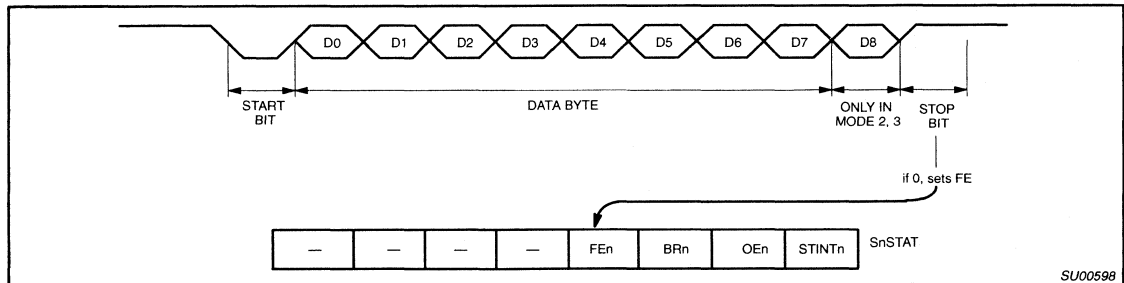 D0 D1 D2 D3 D4 D5 D6 D7 D8
START
BIT
DATA BYTE
ONLY IN
MODE 2, 3
STOP
BIT
if 0, sets FE
— — — — FEn BRn OEn STINTn SnSTAT
SU00598